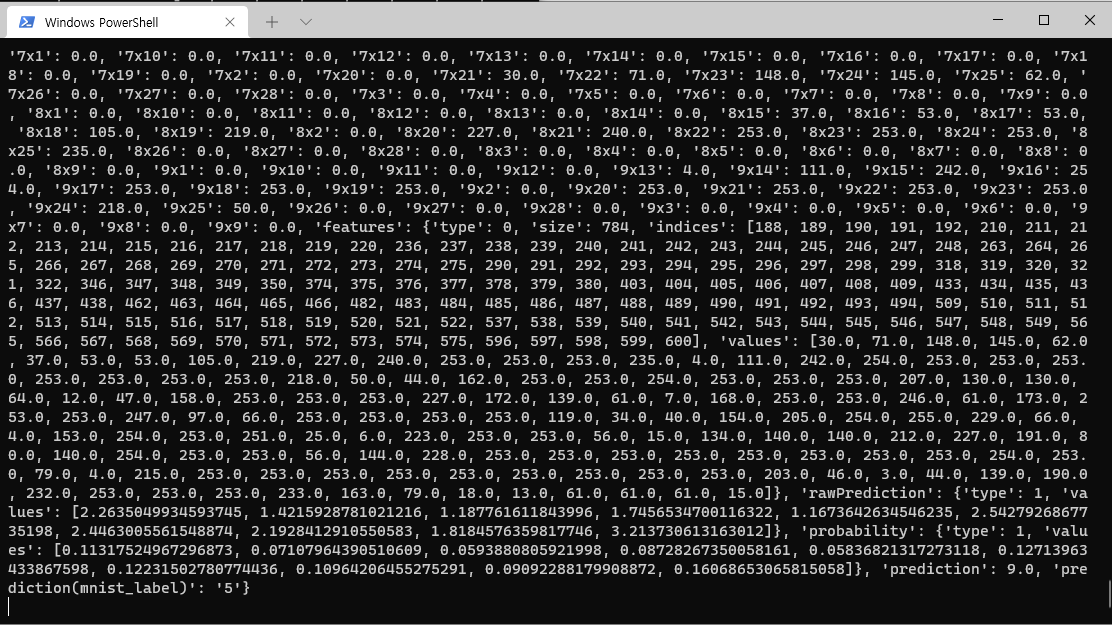 Windows PowerShell
'7x1': 0.0, '7x10': 0.0, '7x11': 0.0, '7x12': 0.0, '7x13': 0.0, '7x14': 0.0, '7x15': 0.0, '7x16': 0.0, '7x17': 0.0, '7x1
8': 0.0, '7x19': 0.0, '7x2': 0.0, '7x20': 0.0, '7x21': 30.0, '7x22': 71.0, '7x23': 148.0, '7x24': 145.0, '7x25': 62.0, '
7x26': 0.0, '7x27': 0.0, '7x28': 0.0, '7x3': 0.0, '7x4': 0.0, '7x5': 0.0, '7x6': 0.0, '7x7': 0.0, '7x8': 0.0, '7x9': 0.0
, '8x1': 0.0, '8x10': 0.0, '8x11': 0.0, '8x12': 0.0, '8x13': 0.0, '8x14': 0.0, '8x15': 37.0, '8x16': 53.0, '8x17': 53.0,
'8x18': 105.0, '8x19': 219.0, '8x2': 0.0, '8x20': 227.0, '8x21': 240.0, '8x22': 253.0, '8x23': 253.0, '8x24': 253.0, '8
x25': 235.0, '8x26': 0.0, '8x27': 0.0, '8x28': 0.0, '8x3': 0.0, '8x4': 0.0, '8x5': 0.0, '8x6': 0.0, '8x7': 0.0, '8x8': 0
.0, '8x9': 0.0, '9x1': 0.0, '9x10': 0.0, '9x11': 0.0, '9x12': 0.0, '9x13': 4.0, '9x14': 111.0, '9x15': 242.0, '9x16': 25
4.0, '9x17': 253.0, '9x18': 253.0, '9x19': 253.0, '9x2': 0.0, '9x20': 253.0, '9x21': 253.0, '9x22': 253.0, '9x23': 253.0
, '9x24': 218.0, '9x25': 50.0, '9x26': 0.0, '9x27': 0.0, '9x28': 0.0, '9x3': 0.0, '9x4': 0.0, '9x5': 0.0, '9x6': 0.0, '9
x7': 0.0, '9x8': 0.0, '9x9': 0.0, 'features': {'type': 0, 'size': 784, 'indices': [188, 189, 190, 191, 192, 210, 211, 21
2, 213, 214, 215, 216, 217, 218, 219, 220, 236, 237, 238, 239, 240, 241, 242, 243, 244, 245, 246, 247, 248, 263, 264, 26
5, 266, 267, 268, 269, 270, 271, 272, 273, 274, 275, 290, 291, 292, 293, 294, 295, 296, 297, 298, 299, 318, 319, 320, 32
1, 322, 346, 347, 348, 349, 350, 374, 375, 376, 377, 378, 379, 380, 403, 404, 405, 406, 407, 408, 409, 433, 434, 435, 43
6, 437, 438, 462, 463, 464, 465, 466, 482, 483, 484, 485, 486, 487, 488, 489, 490, 491, 492, 493, 494, 509, 510, 511, 51
2, 513, 514, 515, 516, 517, 518, 519, 520, 521, 522, 537, 538, 539, 540, 541, 542, 543, 544, 545, 546, 547, 548, 549, 56
5, 566, 567, 568, 569, 570, 571, 572, 573, 574, 575, 596, 597, 598, 599, 600], 'values': [30.0, 71.0, 148.0, 145.0, 62.0
, 37.0, 53.0, 53.0, 105.0, 219.0, 227.0, 240.0, 253.0, 253.0, 253.0, 235.0, 4.0, 111.0, 242.0, 254.0, 253.0, 253.0, 253.
0, 253.0, 253.0, 253.0, 253.0, 218.0, 50.0, 44.0, 162.0, 253.0, 253.0, 254.0, 253.0, 253.0, 253.0, 207.0, 130.0, 130.0, 
64.0, 12.0, 47.0, 158.0, 253.0, 253.0, 253.0, 227.0, 172.0, 139.0, 61.0, 7.0, 168.0, 253.0, 253.0, 246.0, 61.0, 173.0, 2
53.0, 253.0, 247.0, 97.0, 66.0, 253.0, 253.0, 253.0, 253.0, 119.0, 34.0, 40.0, 154.0, 205.0, 254.0, 255.0, 229.0, 66.0, 
4.0, 153.0, 254.0, 253.0, 251.0, 25.0, 6.0, 223.0, 253.0, 253.0, 56.0, 15.0, 134.0, 140.0, 140.0, 212.0, 227.0, 191.0, 8
0.0, 140.0, 254.0, 253.0, 253.0, 56.0, 144.0, 228.0, 253.0, 253.0, 253.0, 253.0, 253.0, 253.0, 253.0, 253.0, 254.0, 253.
0, 79.0, 4.0, 215.0, 253.0, 253.0, 253.0, 253.0, 253.0, 253.0, 253.0, 253.0, 253.0, 203.0, 46.0, 3.0, 44.0, 139.0, 190.0
, 232.0, 253.0, 253.0, 253.0, 233.0, 163.0, 79.0, 18.0, 13.0, 61.0, 61.0, 61.0, 15.0]}, 'rawPrediction': {'type': 1, 'va
lues': [2.2635049934593745, 1.4215928781021216, 1.187761611843996, 1.7456534700116322, 1.1673642634546235, 2.54279268677
35198, 2.4463005561548874, 2.1928412910550583, 1.8184576359817746, 3.213730613163012]}, 'probability': {'type': 1, 'valu
es': [0.11317524967296873, 0.07107964390510609, 0.0593880805921998, 0.08728267350058161, 0.05836821317273118, 0.12713963
433867598, 0.12231502780774436, 0.10964206455275291, 0.09092288179908872, 0.16068653065815058]}, 'prediction': 9.0, 'pre
diction(mnist_label)': '5'}